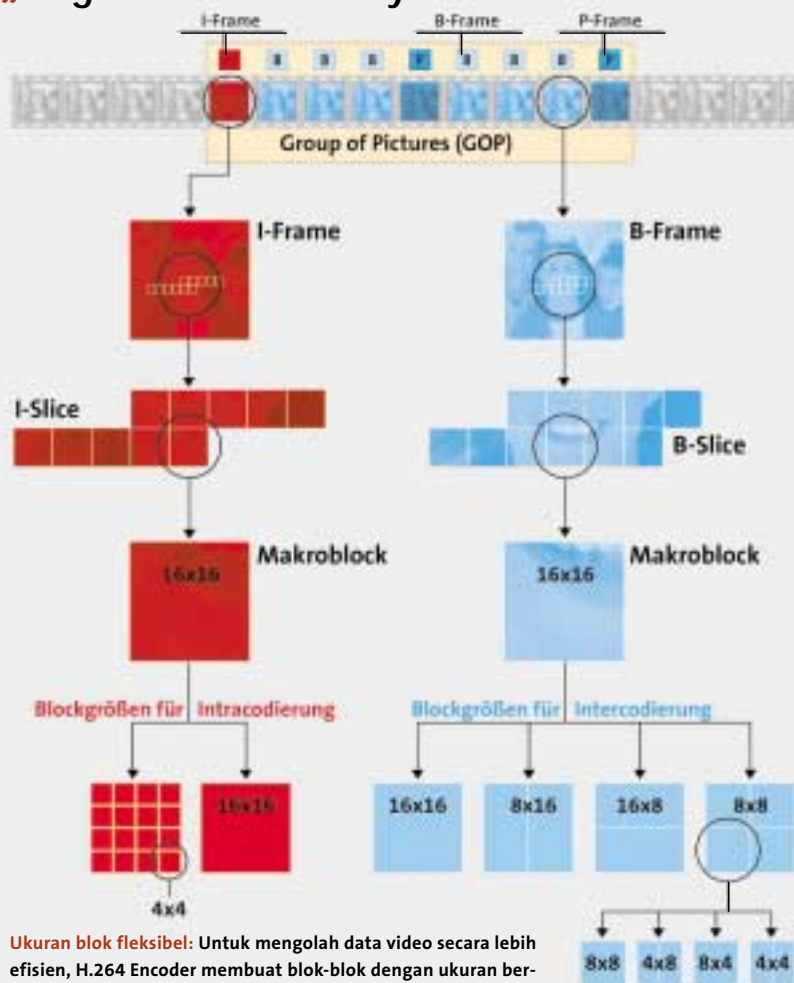 I-Frame B-Frame P-Frame
B B B P B B B P
Group of Pictures (GOP)
I-Frame B-Frame
I-Slice
B-Slice
Makroblock Makroblock
16x16 16x16
Blockgrößen für Intracodierung Blockgrößen für Intercodierung
16x16 16x16 8x16 16x8 8x8
4x4
Ukuran blok fleksibel: Untuk mengolah data video secara lebih
efisien, H.264 Encoder membuat blok-blok dengan ukuran ber-
8x8 4x8 8x4 4x4